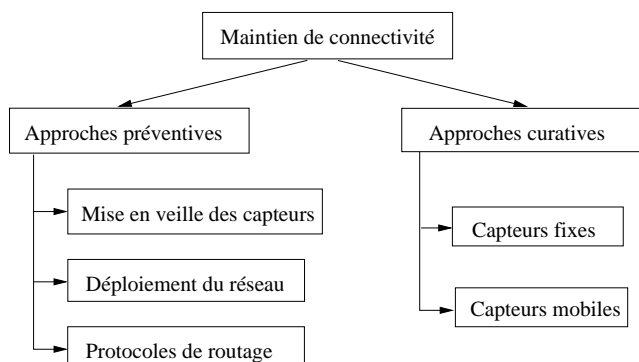 Maintien de connectivité
Approches préventives
Approches curatives
Mise en veille des capteurs
Capteurs fixes
Déploiement du réseau
Capteurs mobiles
Protocoles de routage